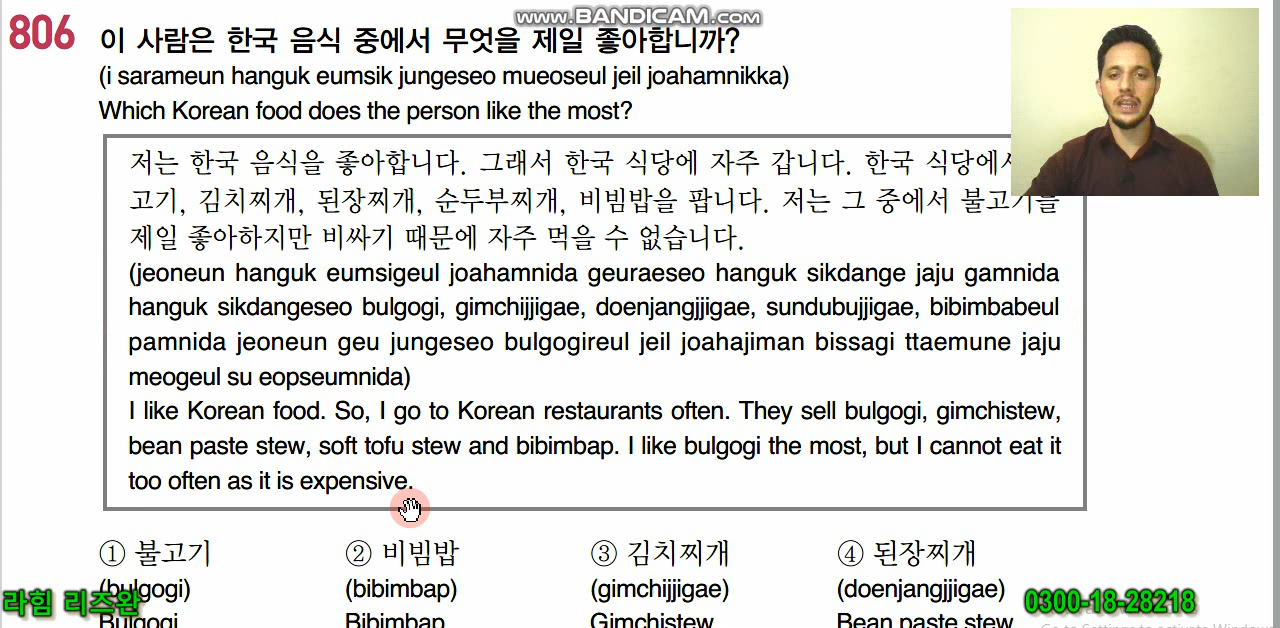 www.BANDICAM.com
806 이 사람은 한국 음식 중에서 무엇을 제일 좋아합니까?
(i sarameun hanguk eumsik jungeseo mueoseul jeil joahamnikka)
Which Korean food does the person like the most?
저는 한국 음식을 좋아합니다. 그래서 한국 식당에 자주 갑니다. 한국 식당에서
고기, 김치찌개, 된장찌개, 순두부찌개, 비빔밥을 팝니다. 저는 그 중에서 불고기를
제일 좋아하지만 비싸기 때문에 자주 먹을 수 없습니다.
(jeoneun hanguk eumsigeul joahamnida geuraeseo hanguk sikdange jaju gamnida
hanguk sikdangeseo bulgogi, gimchijjigae, doenjangjjigae, sundubujjigae, bibimbabeul
pamnida jeoneun geu jungeseo bulgogireul jeil joahajiman bissagi ttaemune jaju
meogeul su eopseumnida)
I like Korean food. So, I go to Korean restaurants often. They sell bulgogi, gimchistew,
bean paste stew, soft tofu stew and bibimbap. I like bulgogi the most, but I cannot eat it
too often as it is expensive.
① 불고기 ② 비빔밥 ③ 김치찌개 ④ 된장찌개
(bulgogi) (bibimbap) (gimchijjigae) (doenjangjjigae)
라힘 리즈완 0300-18-28218
Bulgogi Bibimbap Gimchistew Bean paste stew